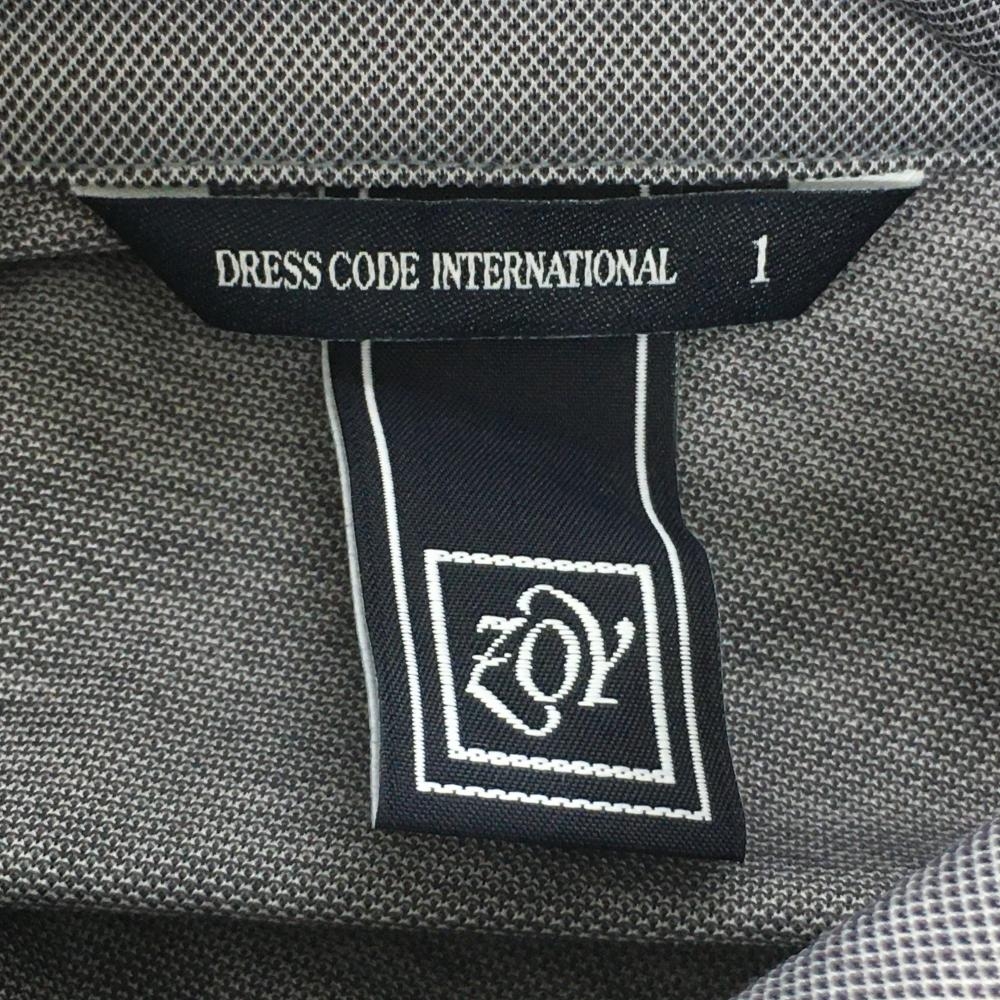 DRESS CODE INTERNATIONAL 1
ZOY